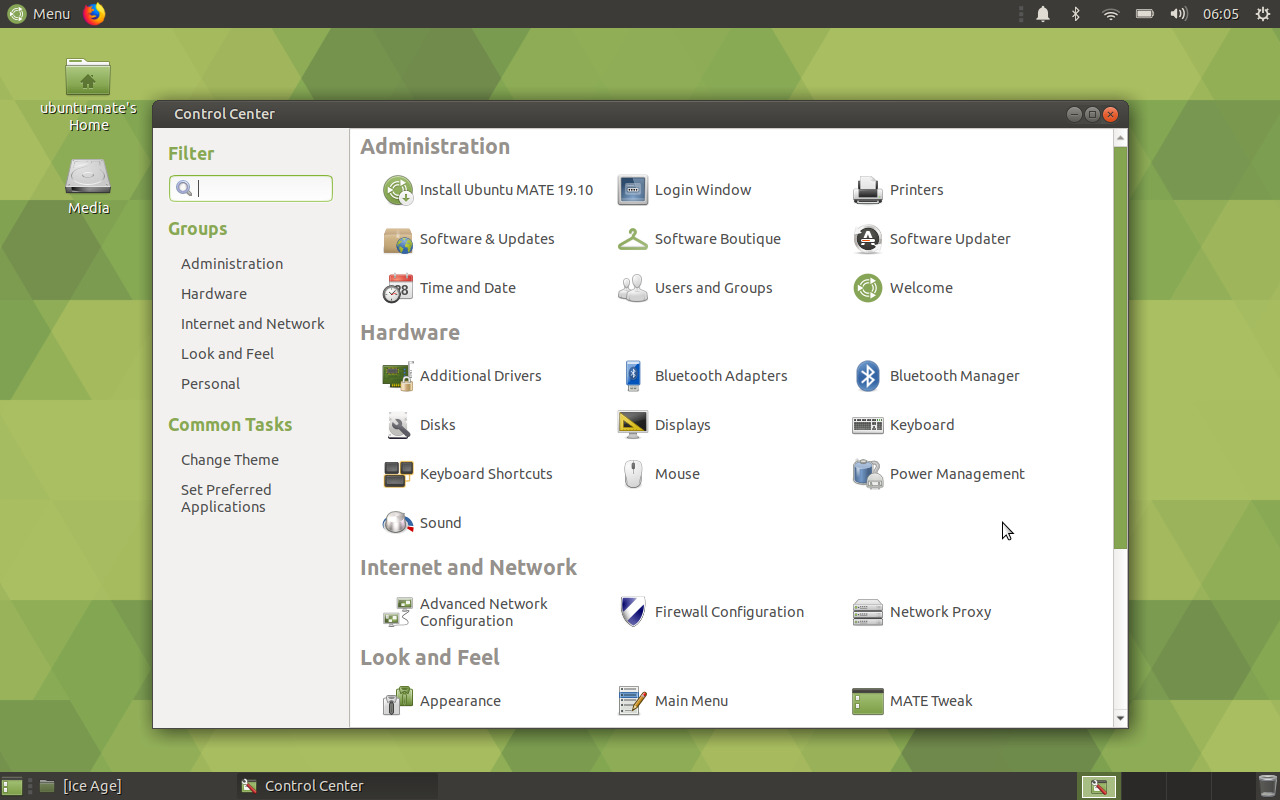 Menu
06:05
ubuntu-mate's
Home
Media
Control Center
Filter
Groups
Administration
Hardware
Internet and Network
Look and Feel
Personal
Common Tasks
Change Theme
Set Preferred
Applications
Administration
Install Ubuntu MATE 19.10
Login Window
Printers
Software & Updates
Software Boutique
Software Updater
Time and Date
Users and Groups
Welcome
Hardware
Additional Drivers
Bluetooth Adapters
Bluetooth Manager
Disks
Displays
Keyboard
Keyboard Shortcuts
Mouse
Power Management
Sound
Internet and Network
Advanced Network
Configuration
Firewall Configuration
Network Proxy
Look and Feel
Appearance
Main Menu
MATE Tweak
[Ice Age]
Control Center